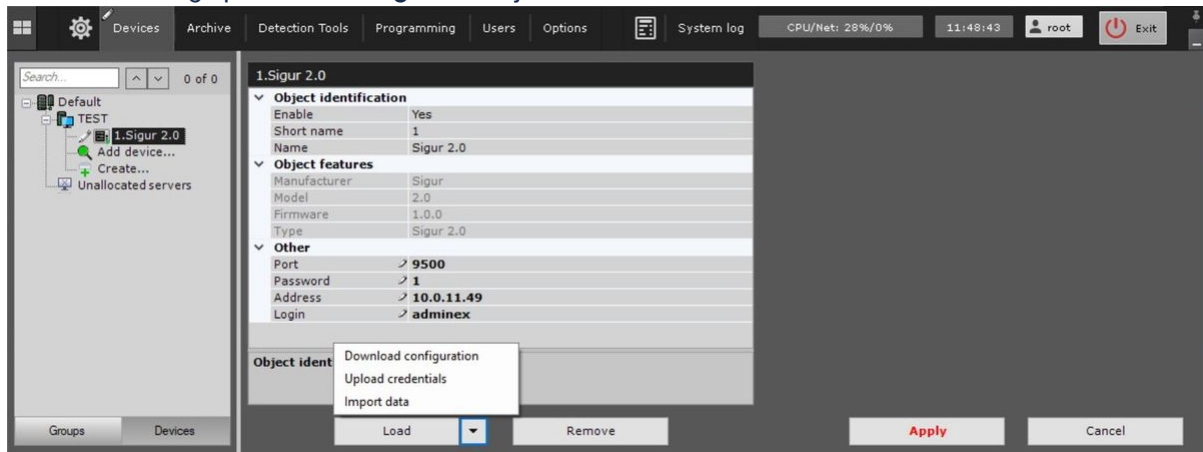 Devices Archive Detection Tools Programming Users Options System log CPU/Net: 28%/0% 11:48:43 root Exit
Search... 0 of 0
Default
TEST
1.Sigur 2.0
Add device...
Create...
Unallocated servers
1.Sigur 2.0
Object identification
Enable Yes
Short name 1
Name Sigur 2.0
Object features
Manufacturer Sigur
Model 2.0
Firmware 1.0.0
Type Sigur 2.0
Other
Port 9500
Password 1
Address 10.0.11.49
Login adminex
Object ident
Download configuration
Upload credentials
Import data
Groups Devices Load Remove Apply Cancel